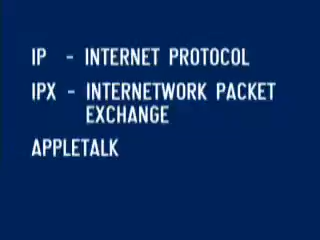 IP - INTERNET PROTOCOL
IPX - INTERNETWORK PACKET
EXCHANGE
APPLETALK